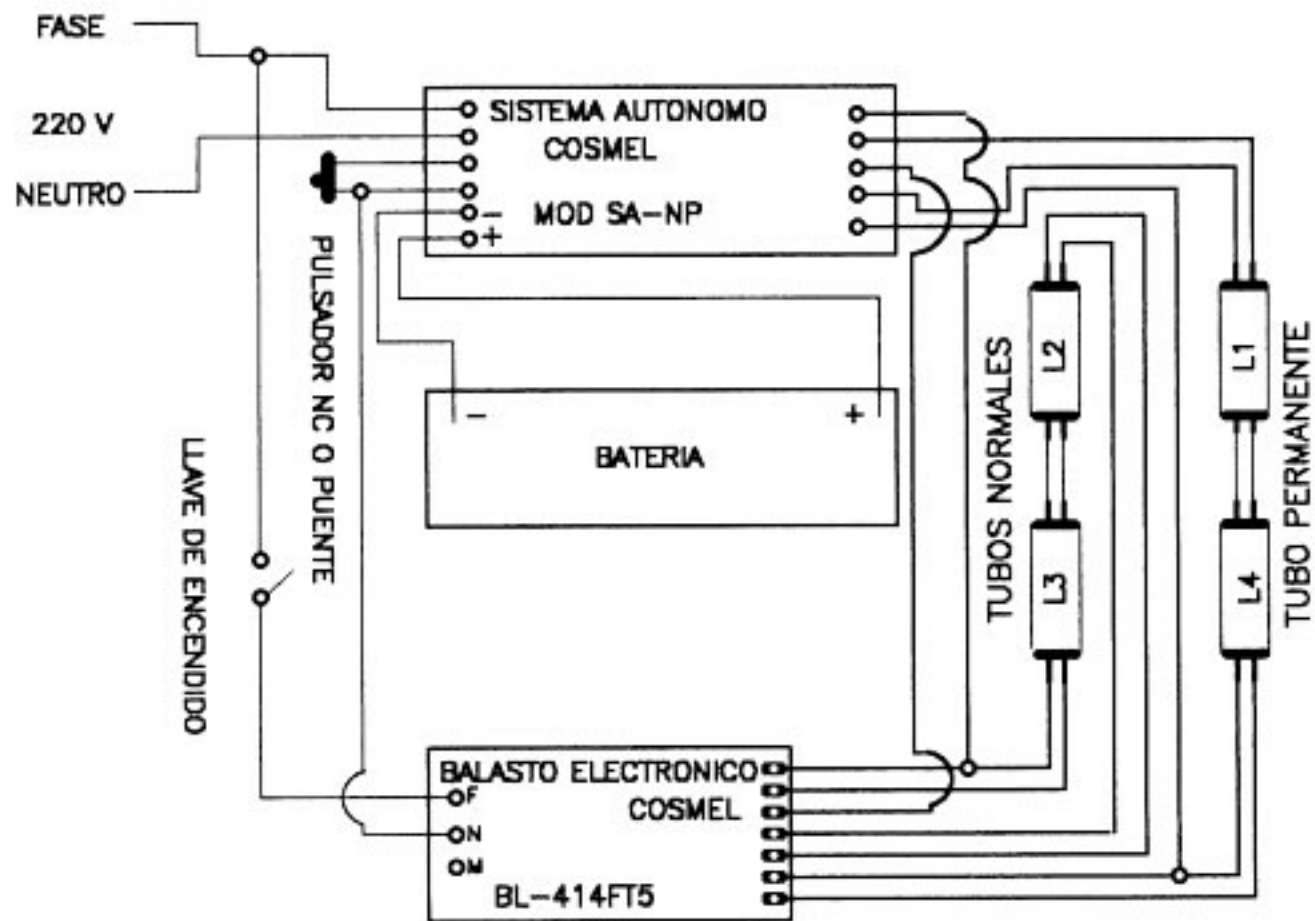 FASE
220 V
NEUTRO
SISTEMA AUTONOMO
COSMEL
MOD SA-NP
-
+
PULSADOR NC O PUENTE
LLAVE DE ENCENDIDO
- +
BATERIA
TUBOS NORMALES
L2
L3
L1
L4
TUBO PERMANENTE
BALASTO ELECTRONICO
COSMEL
F
N
M
BL-414FT5